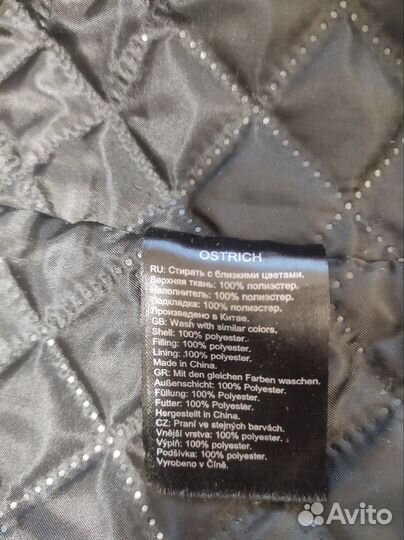 OSTRICH
RU: Стирать с близкими цветами.
Верхняя ткань: 100% полиэстер.
Наполнитель: 100% полиэстер.
Подкладка: 100% полиэстер.
Произведено в Китае.
GB: Wash with similar colors.
Shell: 100% polyester.
Filling: 100% polyester.
Lining: 100% polyester.
Made in China.
GR: Mit den gleichen Farben waschen.
Außenschicht: 100% Polyester.
Füllung: 100% Polyester.
Futter: 100% Polyester.
Hergestellt in China.
CZ: Praní ve stejných barvách.
Vnější vrstva: 100% polyester.
Výplň: 100% polyester.
Podšívka: 100% polyester.
Vyrobeno v Číně.
Avito